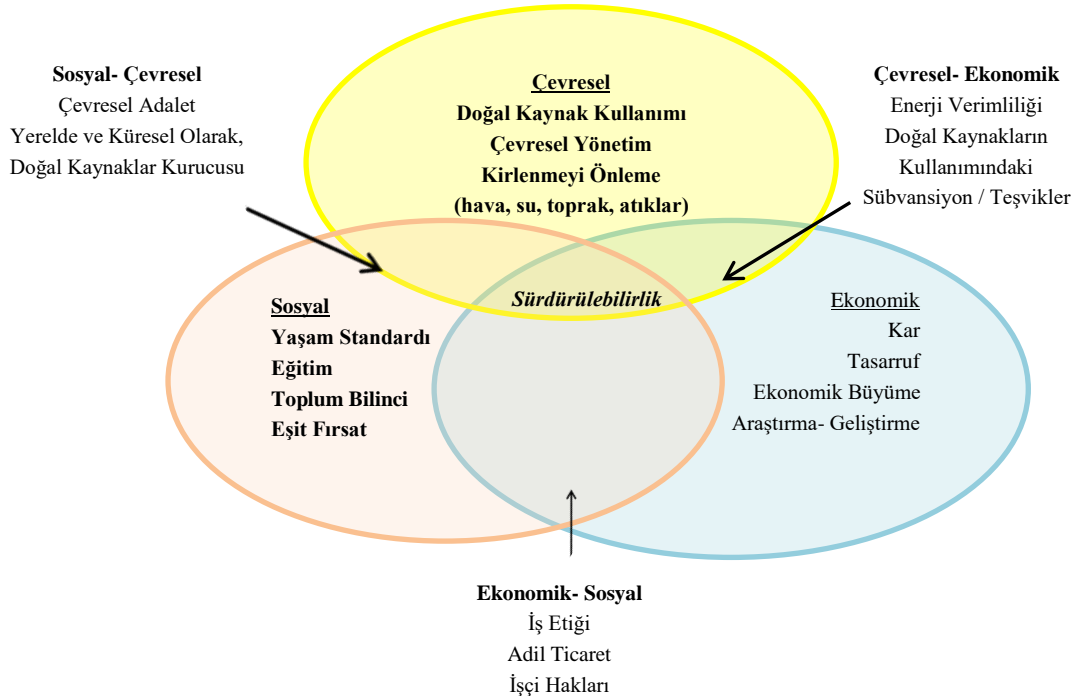 Sosyal- Çevresel
Çevresel Adalet
Yerelde ve Küresel Olarak,
Doğal Kaynaklar Kurucusu
Çevresel
Doğal Kaynak Kullanımı
Çevresel Yönetim
Kirlenmeyi Önleme
(hava, su, toprak, atıklar)
Çevresel- Ekonomik
Enerji Verimliliği
Doğal Kaynakların
Kullanımındaki
Sübvansiyon / Teşvikler
Sürdürülebilirlik
Sosyal
Yaşam Standardı
Eğitim
Toplum Bilinci
Eşit Fırsat
Ekonomik
Kar
Tasarruf
Ekonomik Büyüme
Araştırma- Geliştirme
Ekonomik- Sosyal
İş Etiği
Adil Ticaret
İşçi Hakları